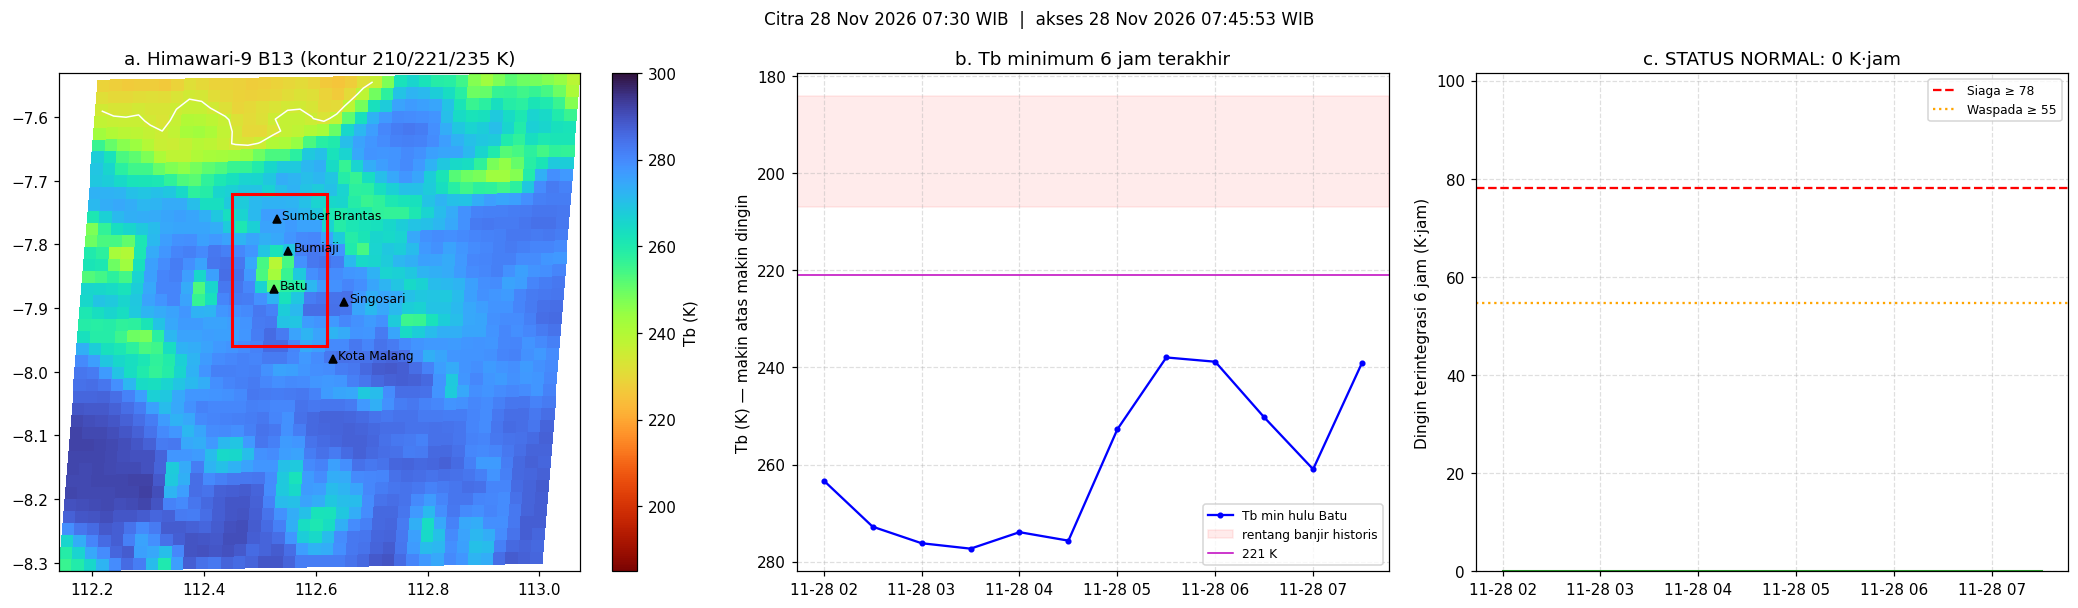 Citra 28 Nov 2026 07:30 WIB | akses 28 Nov 2026 07:45:53 WIB
a. Himawari-9 B13 (kontur 210/221/235 K)
−7.6
−7.7
−7.8
−7.9
−8.0
−8.1
−8.2
−8.3
112.2
112.4
112.6
112.8
113.0
Sumber Brantas
Bumiaji
Batu
Singosari
Kota Malang
300
280
260
240
220
200
Tb (K)
b. Tb minimum 6 jam terakhir
Tb (K) — makin atas makin dingin
180
200
220
240
260
280
11-28 02
11-28 03
11-28 04
11-28 05
11-28 06
11-28 07
Tb min hulu Batu
rentang banjir historis
221 K
c. STATUS NORMAL: 0 K·jam
Dingin terintegrasi 6 jam (K·jam)
100
80
60
40
20
0
11-28 02
11-28 03
11-28 04
11-28 05
11-28 06
11-28 07
Siaga ≥ 78
Waspada ≥ 55